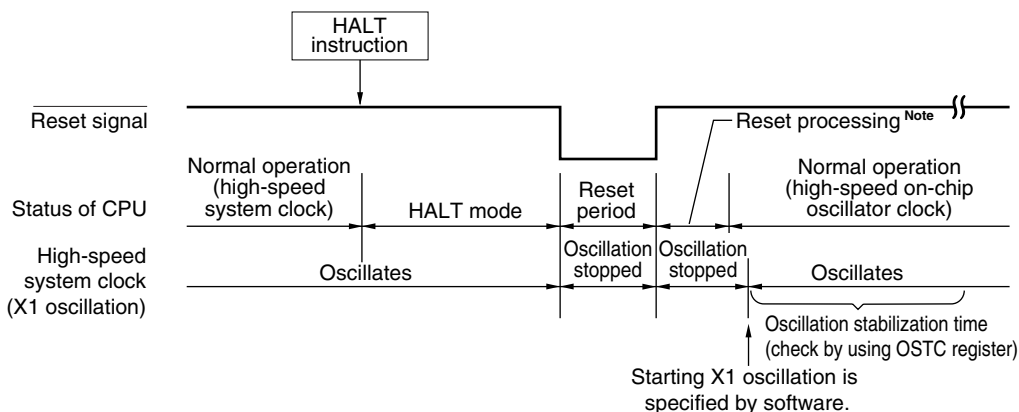 HALT
instruction
Reset signal
Reset processing Note
Normal operation
(high-speed
system clock)
Status of CPU
HALT mode
Reset
period
Normal operation
(high-speed on-chip
oscillator clock)
High-speed
system clock
(X1 oscillation)
Oscillates
Oscillation
stopped
Oscillation
stopped
Oscillates
Oscillation stabilization time
(check by using OSTC register)
Starting X1 oscillation is
specified by software.